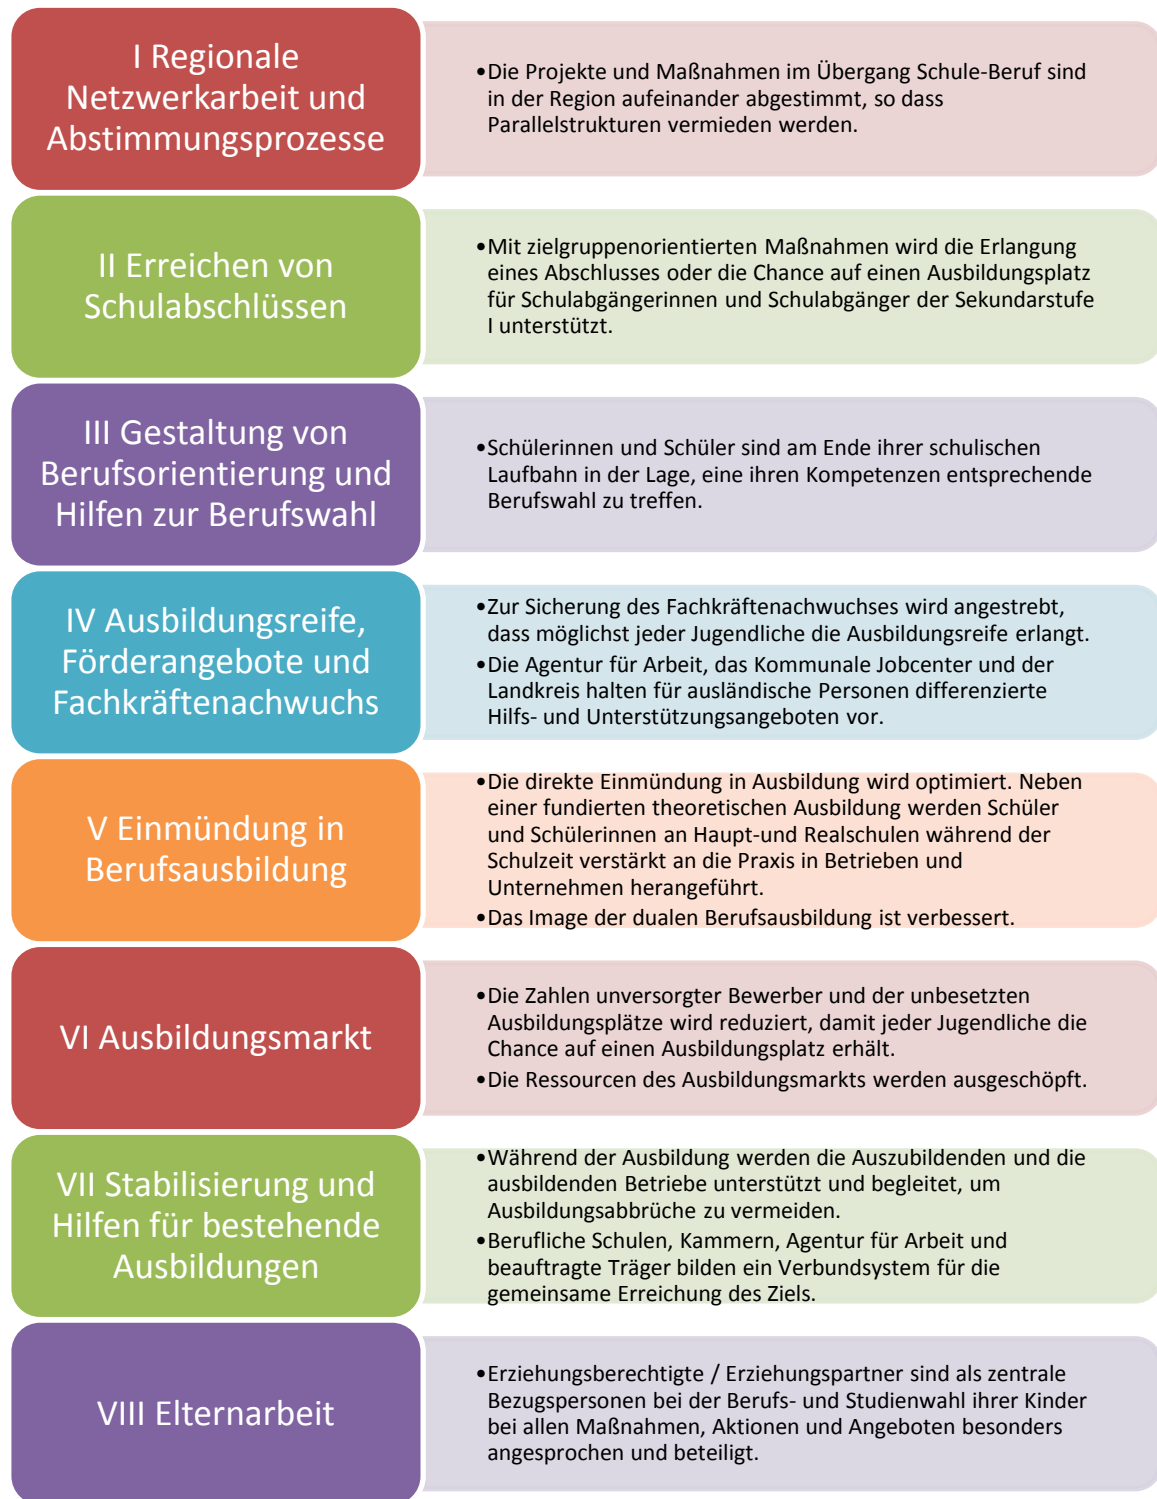 I Regionale
Netzwerkarbeit und
Abstimmungsprozesse
•Die Projekte und Maßnahmen im Übergang Schule-Beruf sind
in der Region aufeinander abgestimmt, so dass
Parallelstrukturen vermieden werden.
II Erreichen von
Schulabschlüssen
•Mit zielgruppenorientierten Maßnahmen wird die Erlangung
eines Abschlusses oder die Chance auf einen Ausbildungsplatz
für Schulabgängerinnen und Schulabgänger der Sekundarstufe
I unterstützt.
III Gestaltung von
Berufsorientierung und
Hilfen zur Berufswahl
•Schülerinnen und Schüler sind am Ende ihrer schulischen
Laufbahn in der Lage, eine ihren Kompetenzen entsprechende
Berufswahl zu treffen.
IV Ausbildungsreife,
Förderangebote und
Fachkräftenachwuchs
•Zur Sicherung des Fachkräftenachwuchses wird angestrebt,
dass möglichst jeder Jugendliche die Ausbildungsreife erlangt.
•Die Agentur für Arbeit, das Kommunale Jobcenter und der
Landkreis halten für ausländische Personen differenzierte
Hilfs- und Unterstützungsangeboten vor.
V Einmündung in
Berufsausbildung
•Die direkte Einmündung in Ausbildung wird optimiert. Neben
einer fundierten theoretischen Ausbildung werden Schüler
und Schülerinnen an Haupt-und Realschulen während der
Schulzeit verstärkt an die Praxis in Betrieben und
Unternehmen herangeführt.
•Das Image der dualen Berufsausbildung ist verbessert.
VI Ausbildungsmarkt
•Die Zahlen unversorgter Bewerber und der unbesetzten
Ausbildungsplätze wird reduziert, damit jeder Jugendliche die
Chance auf einen Ausbildungsplatz erhält.
•Die Ressourcen des Ausbildungsmarkts werden ausgeschöpft.
VII Stabilisierung und
Hilfen für bestehende
Ausbildungen
•Während der Ausbildung werden die Auszubildenden und die
ausbildenden Betriebe unterstützt und begleitet, um
Ausbildungsabbrüche zu vermeiden.
•Berufliche Schulen, Kammern, Agentur für Arbeit und
beauftragte Träger bilden ein Verbundsystem für die
gemeinsame Erreichung des Ziels.
VIII Elternarbeit
•Erziehungsberechtigte / Erziehungspartner sind als zentrale
Bezugspersonen bei der Berufs- und Studienwahl ihrer Kinder
bei allen Maßnahmen, Aktionen und Angeboten besonders
angesprochen und beteiligt.